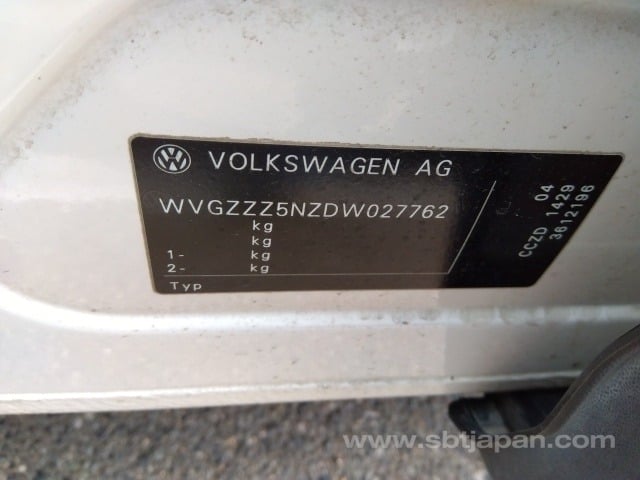 VOLKSWAGEN AG
WVGZZZ5NZDW027762
kg
kg
1- kg
2- kg
Typ
04
CCZD 1429
3612196
www.sbtjapan.com